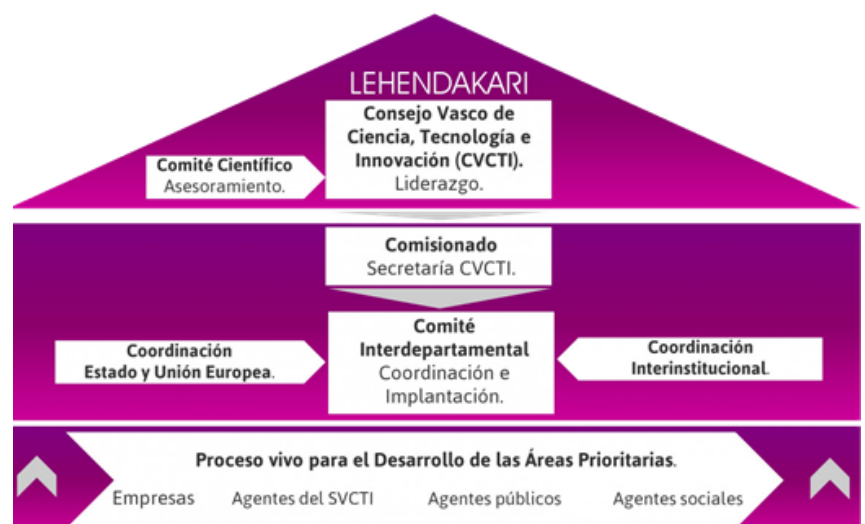 LEHENDAKARI
Consejo Vasco de
Ciencia, Tecnología e
Innovación (CVCTI).
Liderazgo.
Comité Científico
Asesoramiento.
Comisionado
Secretaría CVCTI.
Comité
Interdepartamental
Coordinación e
Implantación.
Coordinación
Estado y Unión Europea.
Coordinación
Interinstitucional.
Proceso vivo para el Desarrollo de las Áreas Prioritarias.
Empresas Agentes del SVCTI Agentes públicos Agentes sociales